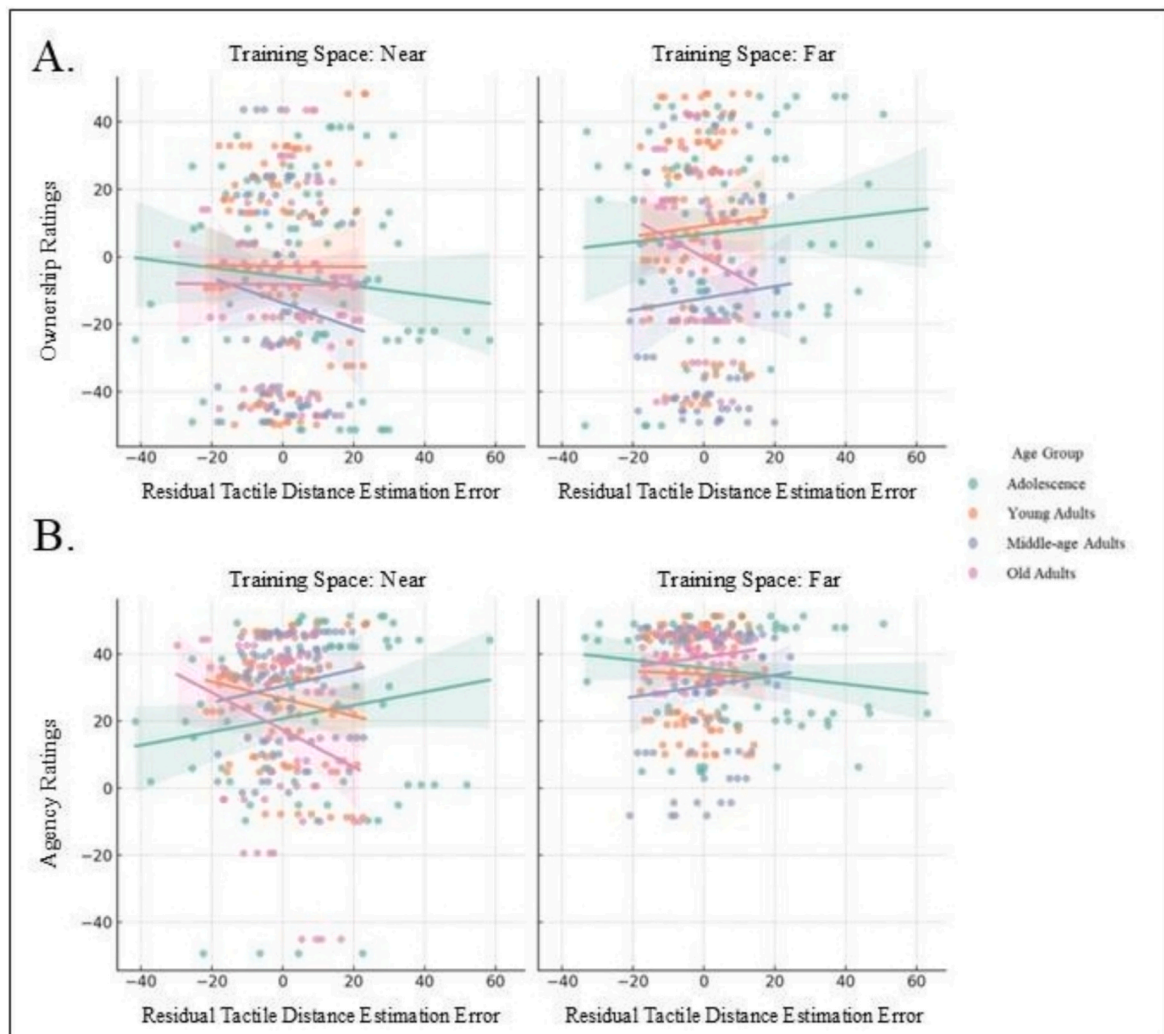 A.
Training Space: Near
Training Space: Far
Ownership Ratings
40
20
0
−20
−40
−40 −20 0 20 40 60
−40 −20 0 20 40 60
Residual Tactile Distance Estimation Error
Residual Tactile Distance Estimation Error
Age Group
Adolescence
Young Adults
Middle-age Adults
Old Adults
B.
Training Space: Near
Training Space: Far
Agency Ratings
40
20
0
−20
−40
−40 −20 0 20 40 60
−40 −20 0 20 40 60
Residual Tactile Distance Estimation Error
Residual Tactile Distance Estimation Error